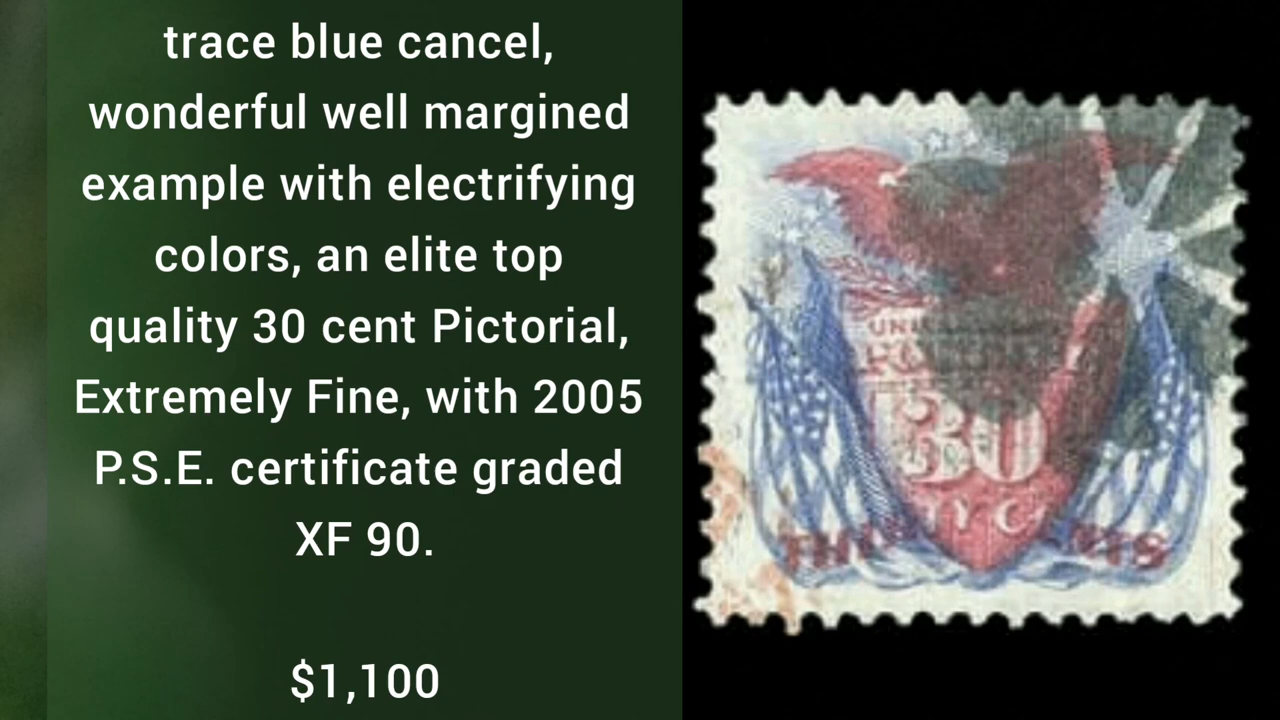 trace blue cancel,
wonderful well margined
example with electrifying
colors, an elite top
quality 30 cent Pictorial,
Extremely Fine, with 2005
P.S.E. certificate graded
XF 90.
$1,100
30